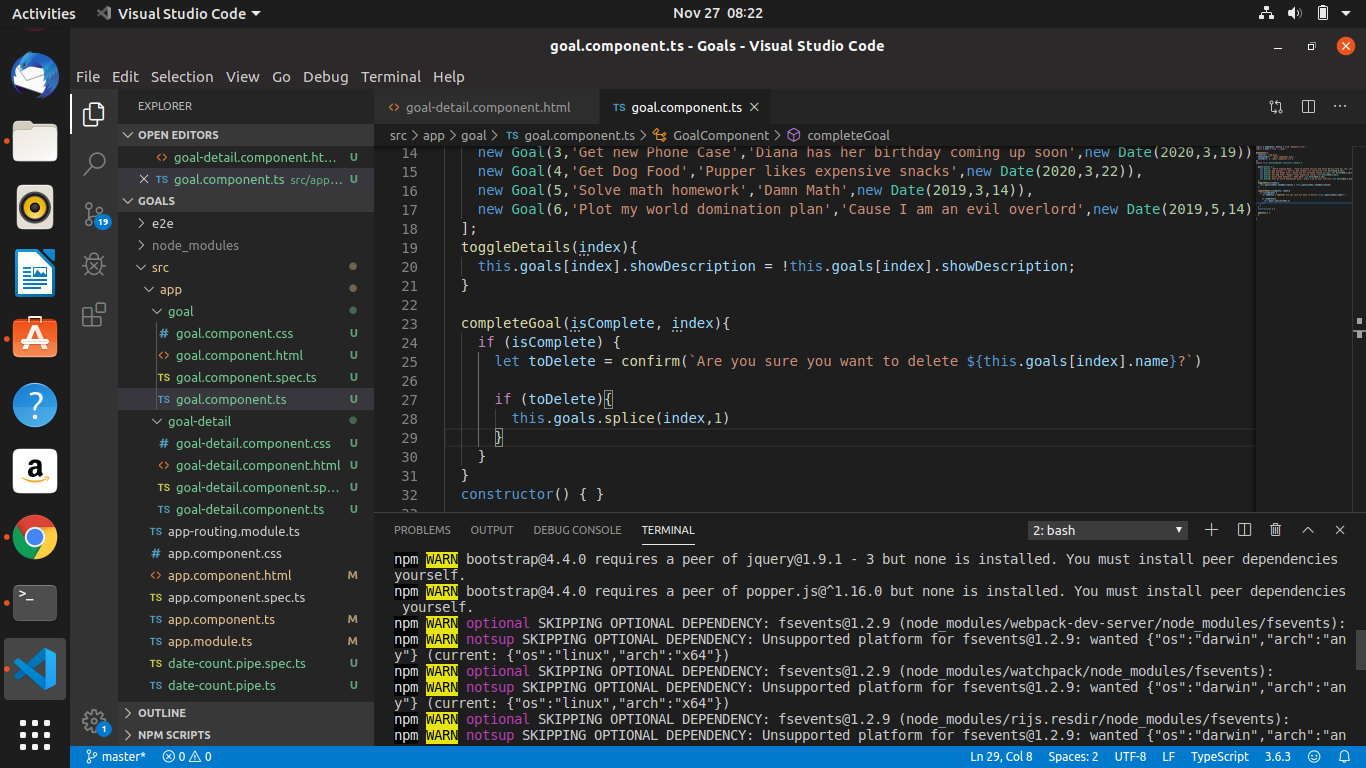 Activities Visual Studio Code Nov 27 08:22
goal.component.ts - Goals - Visual Studio Code
File Edit Selection View Go Debug Terminal Help
EXPLORER
OPEN EDITORS
goal-detail.component.ht... U
goal.component.ts src/app... U
GOALS
e2e
node_modules
src
app
goal
# goal.component.css U
<> goal.component.html U
TS goal.component.spec.ts U
TS goal.component.ts U
goal-detail
# goal-detail.component.css U
<> goal-detail.component.html U
TS goal-detail.component.sp... U
TS goal-detail.component.ts U
TS app-routing.module.ts
# app.component.css
<> app.component.html M
TS app.component.spec.ts
TS app.component.ts M
TS app.module.ts M
TS date-count.pipe.spec.ts U
TS date-count.pipe.ts U
OUTLINE
NPM SCRIPTS
19
1
<> goal-detail.component.html TS goal.component.ts
src > app > goal > TS goal.component.ts > GoalComponent > completeGoal
14 new Goal(3,'Get new Phone Case','Diana has her birthday coming up soon',new Date(2020,3,19))
15 new Goal(4,'Get Dog Food','Pupper likes expensive snacks',new Date(2020,3,22)),
16 new Goal(5,'Solve math homework','Damn Math',new Date(2019,3,14)),
17 new Goal(6,'Plot my world domination plan','Cause I am an evil overlord',new Date(2019,5,14)
18 ];
19 toggleDetails(index){
20 this.goals[index].showDescription = !this.goals[index].showDescription;
21 }
22
23 completeGoal(isComplete, index){
24 if (isComplete) {
25 let toDelete = confirm(`Are you sure you want to delete ${this.goals[index].name}?`)
26
27 if (toDelete){
28 this.goals.splice(index,1)
29 }
30 }
31 }
32 constructor() { }
PROBLEMS OUTPUT DEBUG CONSOLE TERMINAL 2: bash
npm WARN bootstrap@4.4.0 requires a peer of jquery@1.9.1 - 3 but none is installed. You must install peer dependencies
yourself.
npm WARN bootstrap@4.4.0 requires a peer of popper.js@^1.16.0 but none is installed. You must install peer dependencies
yourself.
npm WARN optional SKIPPING OPTIONAL DEPENDENCY: fsevents@1.2.9 (node_modules/webpack-dev-server/node_modules/fsevents):
npm WARN notsup SKIPPING OPTIONAL DEPENDENCY: Unsupported platform for fsevents@1.2.9: wanted {"os":"darwin","arch":"an
y"} (current: {"os":"linux","arch":"x64"})
npm WARN optional SKIPPING OPTIONAL DEPENDENCY: fsevents@1.2.9 (node_modules/watchpack/node_modules/fsevents):
npm WARN notsup SKIPPING OPTIONAL DEPENDENCY: Unsupported platform for fsevents@1.2.9: wanted {"os":"darwin","arch":"an
y"} (current: {"os":"linux","arch":"x64"})
npm WARN optional SKIPPING OPTIONAL DEPENDENCY: fsevents@1.2.9 (node_modules/rijs.resdir/node_modules/fsevents):
npm WARN notsup SKIPPING OPTIONAL DEPENDENCY: Unsupported platform for fsevents@1.2.9: wanted {"os":"darwin","arch":"an
master* 0 0 Ln 29, Col 8 Spaces: 2 UTF-8 LF TypeScript 3.6.3